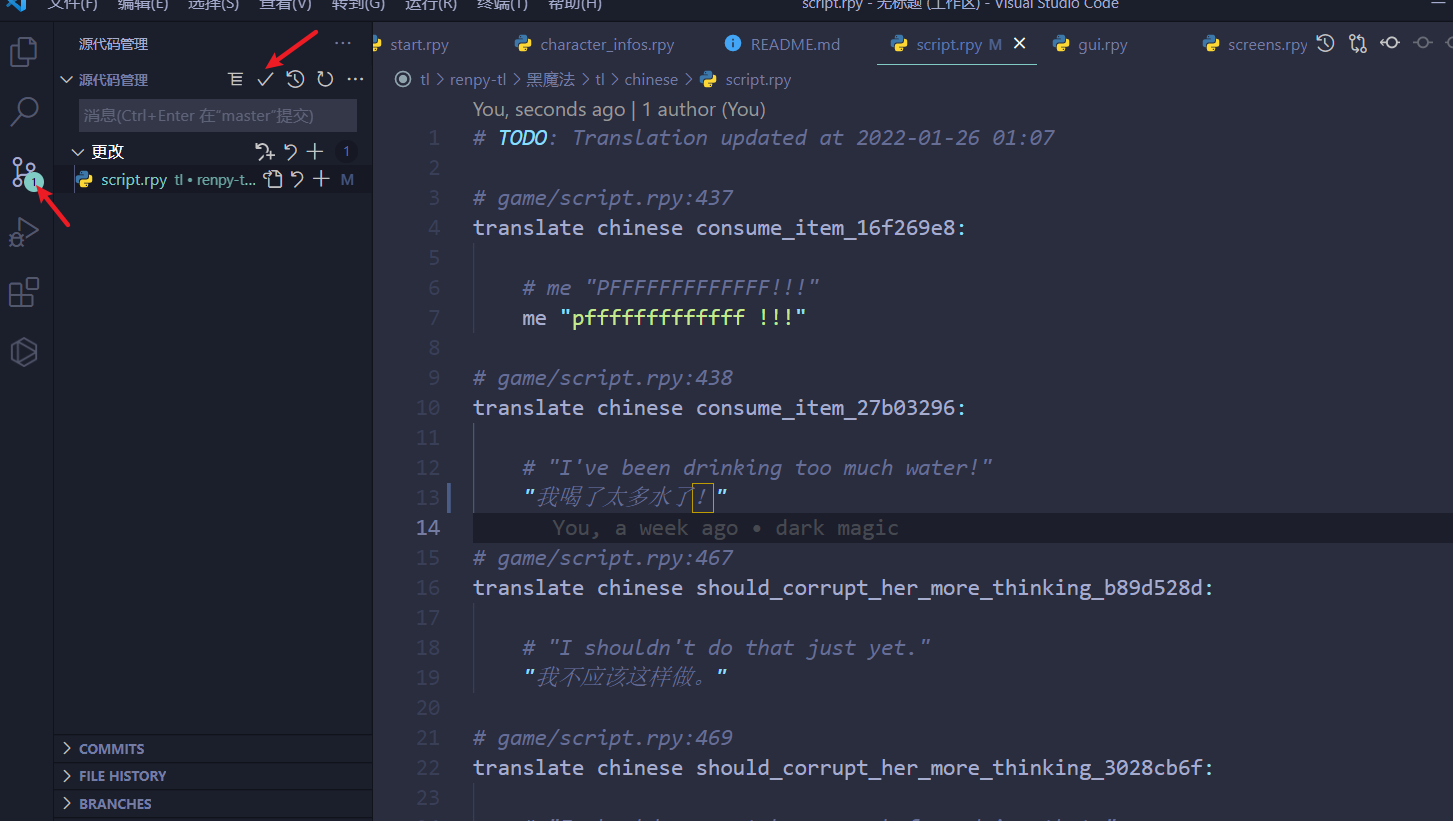 文件(F) 编辑(E) 选择(S) 查看(V) 转到(G) 运行(R) 终端(T) 帮助(H) script.rpy - 无标题 (工作区) - Visual Studio Code
源代码管理
start.rpy character_infos.rpy README.md script.rpy M gui.rpy screens.rpy
源代码管理
tl > renpy-tl > 黑魔法 > tl > chinese > script.rpy
消息(Ctrl+Enter 在“master”提交)
更改 1
script.rpy tl • renpy-t... M
1
COMMITS
FILE HISTORY
BRANCHES
You, seconds ago | 1 author (You)
1 # TODO: Translation updated at 2022-01-26 01:07
2
3 # game/script.rpy:437
4 translate chinese consume_item_16f269e8:
5
6 # me "PFFFFFFFFFFFFF!!!"
7 me "pfffffffffffff !!!"
8
9 # game/script.rpy:438
10 translate chinese consume_item_27b03296:
11
12 # "I've been drinking too much water!"
13 "我喝了太多水了！"
14 You, a week ago • dark magic
15 # game/script.rpy:467
16 translate chinese should_corrupt_her_more_thinking_b89d528d:
17
18 # "I shouldn't do that just yet."
19 "我不应该这样做。"
20
21 # game/script.rpy:469
22 translate chinese should_corrupt_her_more_thinking_3028cb6f:
23